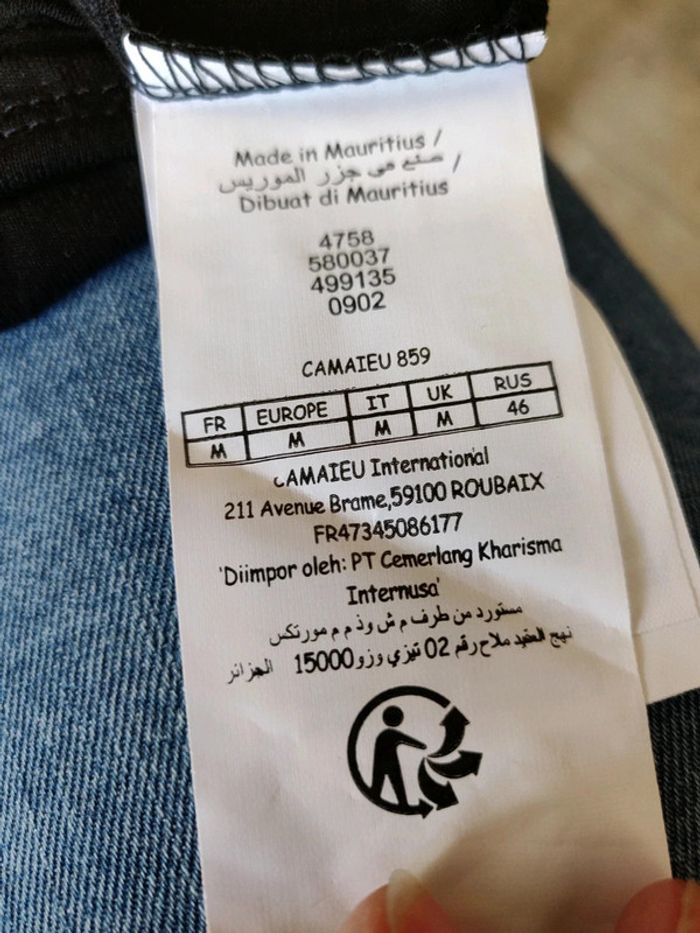 Made in Mauritius /
صنع في جزر الموريس /
Dibuat di Mauritius
4758
580037
499135
0902
CAMAIEU 859
FR EUROPE IT UK RUS
M M M M 46
CAMAIEU International
211 Avenue Brame,59100 ROUBAIX
FR47345086177
'Diimpor oleh: PT Cemerlang Kharisma
Internusa'
مستورد من طرف م ش و ذ م م مورتكس
نهج العقيد ملاح رقم 02 تيزي وزو 15000 الجزائر